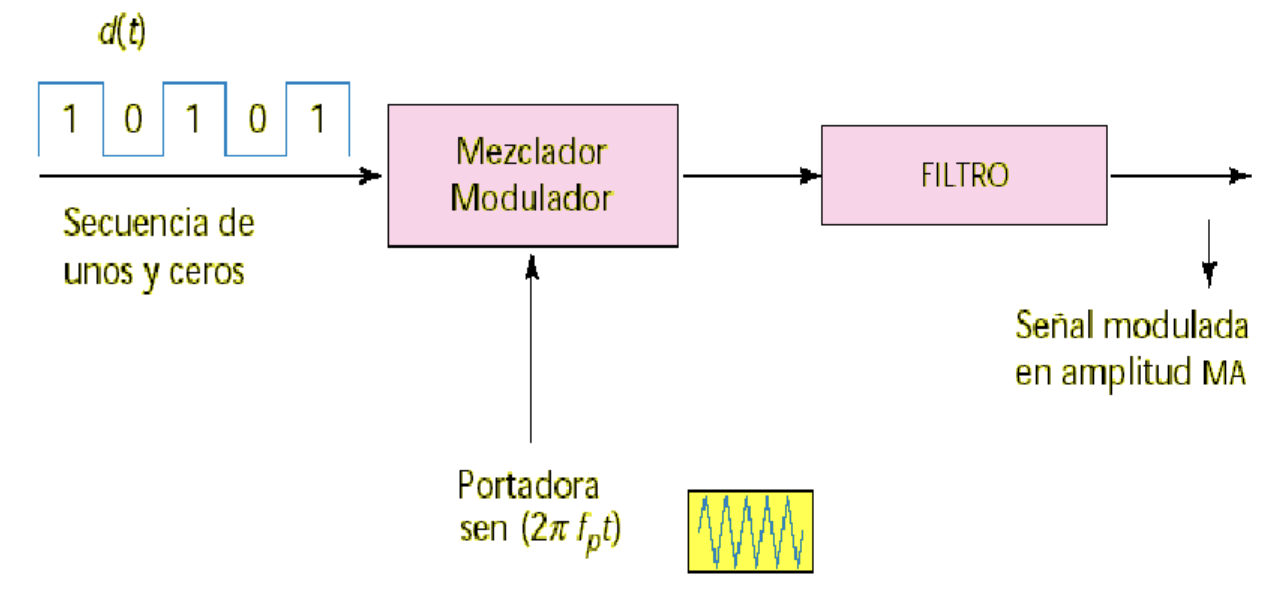 d(t)
1 0 1 0 1
Secuencia de
unos y ceros
Mezclador
Modulador
FILTRO
Señal modulada
en amplitud MA
Portadora
sen (2π fₚt)